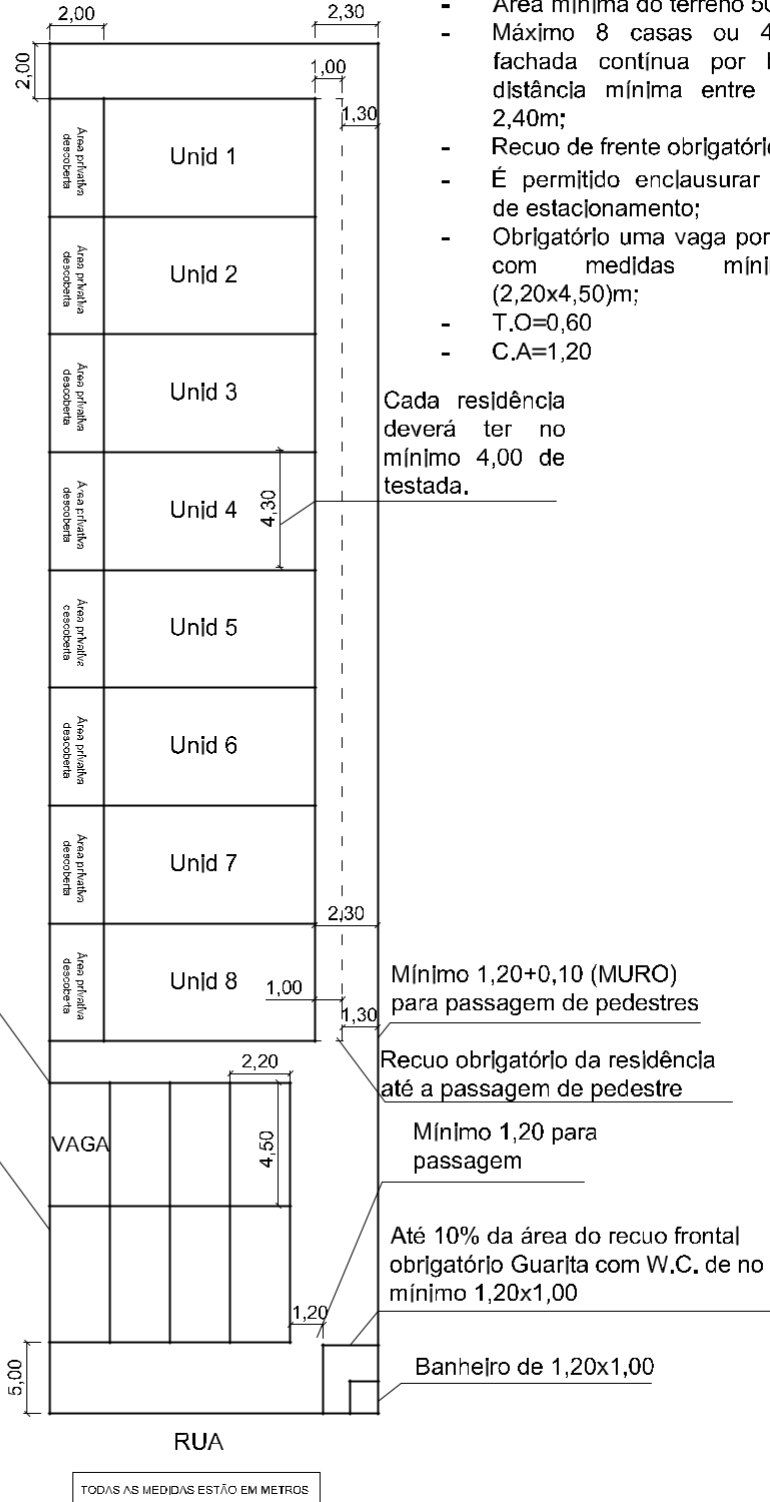 2,00
2,30
- Área mínima do terreno
2,00
1,00
1,30
- Máximo 8 casas ou
fachada contínua por
distância mínima entre
2,40m;
- Recuo de frente
- É permitido enclausurar
de estacionamento;
- Obrigatório uma vaga por
com medidas
(2,20x4,50)m;
- T.O=0,60
- C.A=1,20
Área privativa
descoberta
Unid 1
Área privativa
descoberta
Unid 2
Área privativa
descoberta
Unid 3
Cada residência
deverá ter no
mínimo 4,00 de
testada.
Área privativa
descoberta
Unid 4
4,30
Área privativa
cescoberta
Unid 5
Área privativa
descoberta
Unid 6
Área privativa
descoberta
Unid 7
2,30
Área privativa
descoberta
Unid 8
1,00
1,30
Mínimo 1,20+0,10 (MURO)
para passagem de pedestres
Recuo obrigatório da residência
até a passagem de pedestre
2,20
VAGA
4,50
Mínimo 1,20 para
passagem
Até 10% da área do recuo frontal
obrigatório Guarita com W.C. de no
mínimo 1,20x1,00
1,20
5,00
Banheiro de 1,20x1,00
RUA
TODAS AS MEDIDAS ESTÃO EM METROS